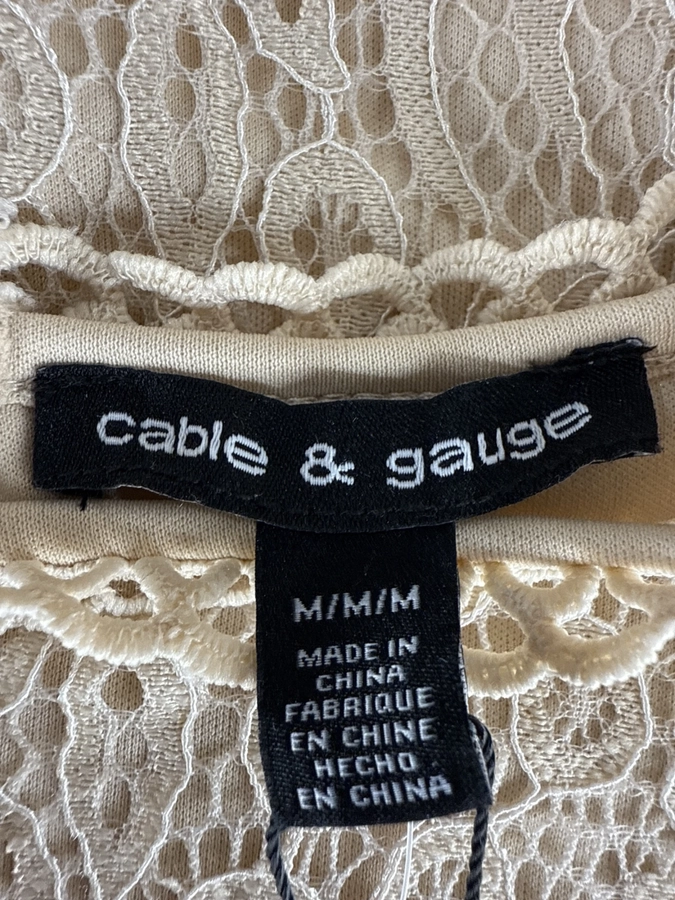 cable & gauge
M/M/M
MADE IN
CHINA
FABRIQUE
EN CHINE
HECHO
EN CHINA